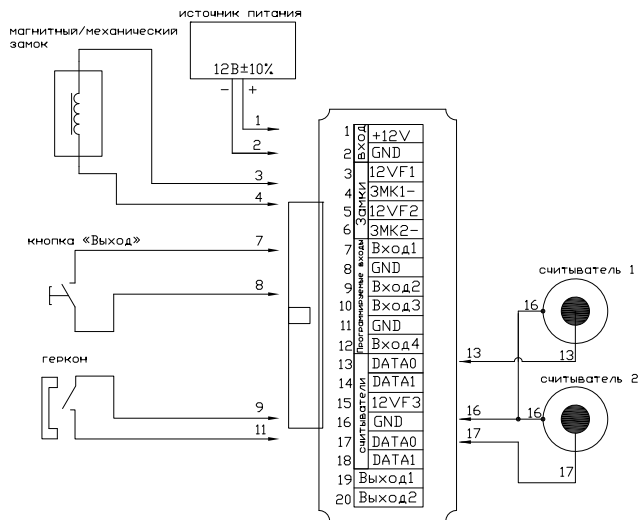 источник питания
магнитный/механический
замок
12В±10%
- +
1
2
3
4
кнопка «Выход»
7
8
геркон
9
11
вход
Замки
Программируемые входы
считыватели
1 +12V
2 GND
3 12VF1
4 ЗМК1-
5 12VF2
6 ЗМК2-
7 Вход1
8 GND
9 Вход2
10 Вход3
11 GND
12 Вход4
13 DATA0
14 DATA1
15 12VF3
16 GND
17 DATA0
18 DATA1
19 Выход1
20 Выход2
считыватель 1
16
13 13
считыватель 2
16 16
17
17